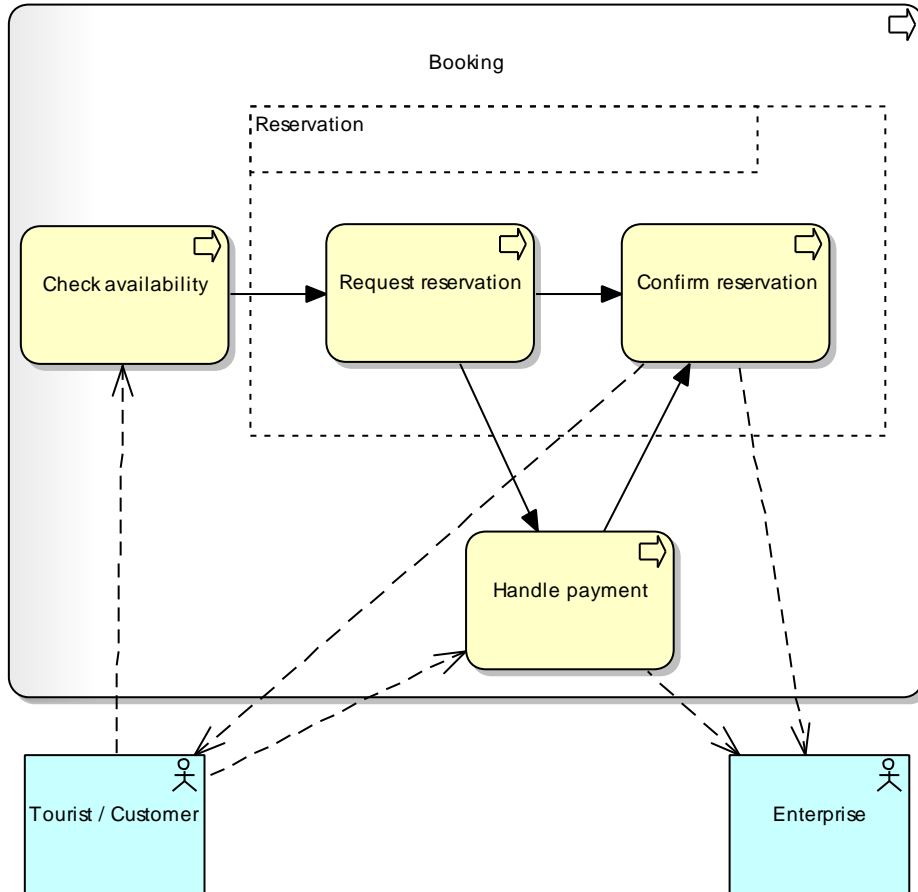 Booking
Reservation
Check availability
Request reservation
Confirm reservation
Handle payment
Tourist / Customer
Enterprise